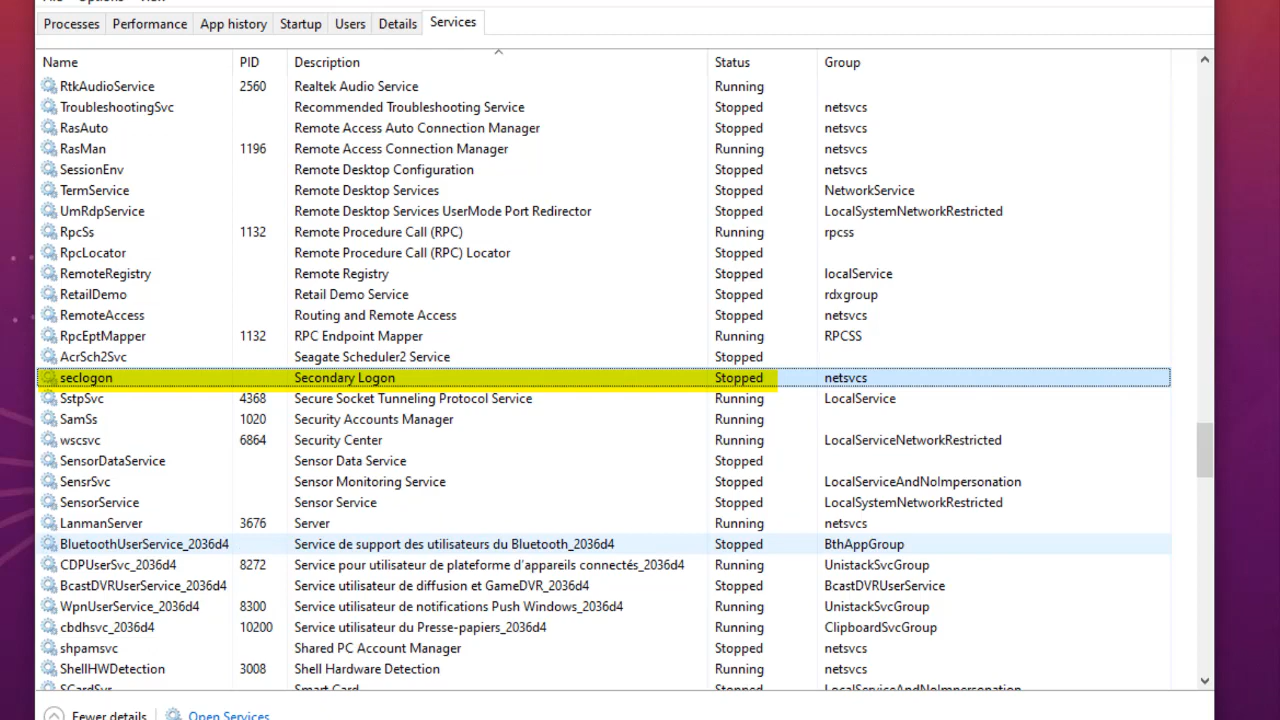 Processes Performance App history Startup Users Details Services
Name PID Description Status Group
RtkAudioService 2560 Realtek Audio Service Running
TroubleshootingSvc Recommended Troubleshooting Service Stopped netsvcs
RasAuto Remote Access Auto Connection Manager Stopped netsvcs
RasMan 1196 Remote Access Connection Manager Running netsvcs
SessionEnv Remote Desktop Configuration Stopped netsvcs
TermService Remote Desktop Services Stopped NetworkService
UmRdpService Remote Desktop Services UserMode Port Redirector Stopped LocalSystemNetworkRestricted
RpcSs 1132 Remote Procedure Call (RPC) Running rpcss
RpcLocator Remote Procedure Call (RPC) Locator Stopped
RemoteRegistry Remote Registry Stopped localService
RetailDemo Retail Demo Service Stopped rdxgroup
RemoteAccess Routing and Remote Access Stopped netsvcs
RpcEptMapper 1132 RPC Endpoint Mapper Running RPCSS
AcrSch2Svc Seagate Scheduler2 Service Stopped
seclogon Secondary Logon Stopped netsvcs
SstpSvc 4368 Secure Socket Tunneling Protocol Service Running LocalService
SamSs 1020 Security Accounts Manager Running
wscsvc 6864 Security Center Running LocalServiceNetworkRestricted
SensorDataService Sensor Data Service Stopped
SensrSvc Sensor Monitoring Service Stopped LocalServiceAndNoImpersonation
SensorService Sensor Service Stopped LocalSystemNetworkRestricted
LanmanServer 3676 Server Running netsvcs
BluetoothUserService_2036d4 Service de support des utilisateurs du Bluetooth_2036d4 Stopped BthAppGroup
CDPUserSvc_2036d4 8272 Service pour utilisateur de plateforme d'appareils connectés_2036d4 Running UnistackSvcGroup
BcastDVRUserService_2036d4 Service utilisateur de diffusion et GameDVR_2036d4 Stopped BcastDVRUserService
WpnUserService_2036d4 8300 Service utilisateur de notifications Push Windows_2036d4 Running UnistackSvcGroup
cbdhsvc_2036d4 10200 Service utilisateur du Presse-papiers_2036d4 Running ClipboardSvcGroup
shpamsvc Shared PC Account Manager Stopped netsvcs
ShellHWDetection 3008 Shell Hardware Detection Running netsvcs
SCardSvr Smart Card Stopped LocalServiceAndNoImpersonation
Fewer details Open Services